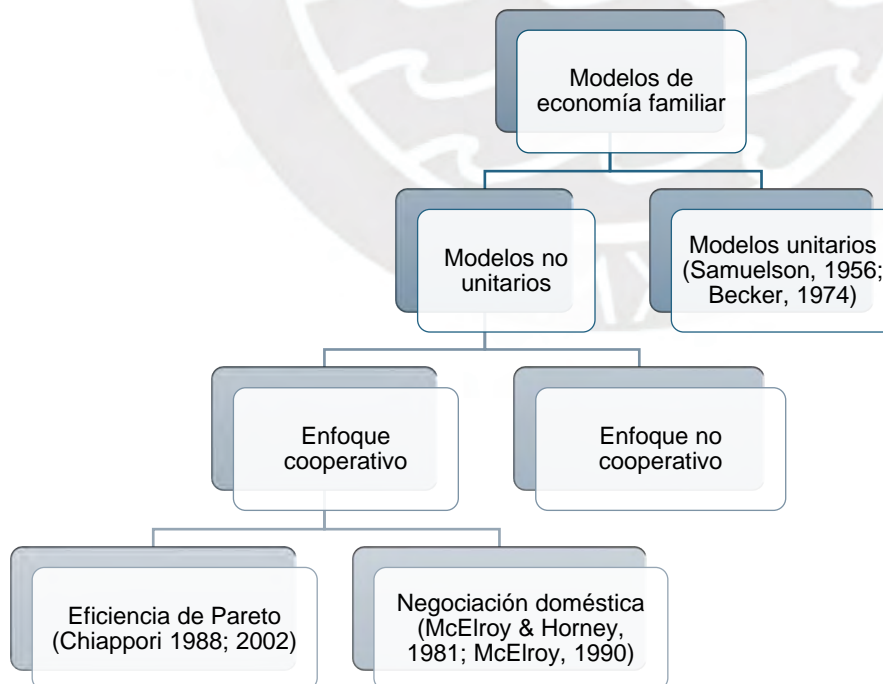 Modelos de
economía familiar
Modelos no
unitarios
Modelos unitarios
(Samuelson, 1956;
Becker, 1974)
Enfoque
cooperativo
Enfoque no
cooperativo
Eficiencia de Pareto
(Chiappori 1988; 2002)
Negociación doméstica
(McElroy & Horney,
1981; McElroy, 1990)